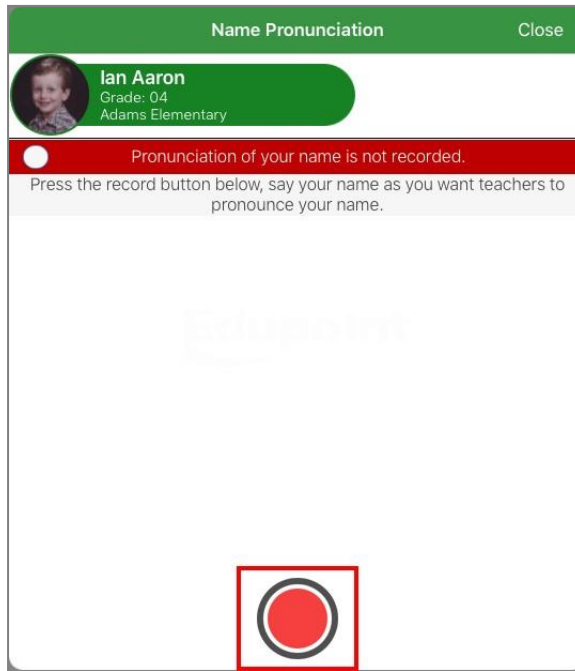 Name Pronunciation Close
Ian Aaron
Grade: 04
Adams Elementary
Pronunciation of your name is not recorded.
Press the record button below, say your name as you want teachers to
pronounce your name.
Edupoint